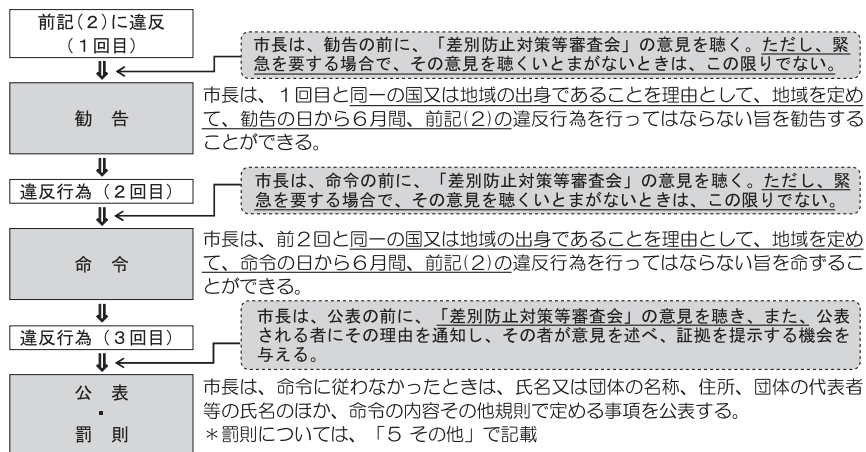 前記(2)に違反
(1回目)
市長は、勧告の前に、「差別防止対策等審査会」の意見を聴く。ただし、緊
急を要する場合で、その意見を聴くいとまがないときは、この限りでない。
⇓
勧 告
市長は、1回目と同一の国又は地域の出身であることを理由として、地域を定め
て、勧告の日から6月間、前記(2)の違反行為を行ってはならない旨を勧告する
ことができる。
⇓
違反行為(2回目)
市長は、命令の前に、「差別防止対策等審査会」の意見を聴く。ただし、緊
急を要する場合で、その意見を聴くいとまがないときは、この限りでない。
⇓
命 令
市長は、前2回と同一の国又は地域の出身であることを理由として、地域を定め
て、命令の日から6月間、前記(2)の違反行為を行ってはならない旨を命ずるこ
とができる。
⇓
違反行為(3回目)
市長は、公表の前に、「差別防止対策等審査会」の意見を聴き、また、公表
される者にその理由を通知し、その者が意見を述べ、証拠を提示する機会を
与える。
⇓
公 表
・
罰 則
市長は、命令に従わなかったときは、氏名又は団体の名称、住所、団体の代表者
等の氏名のほか、命令の内容その他規則で定める事項を公表する。
*罰則については、「5 その他」で記載